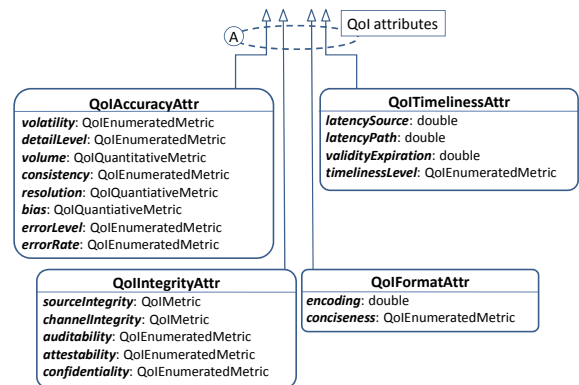 QoI attributes
A
QoIAccuracyAttr
volatility: QoIEnumeratedMetric
detailLevel: QoIEnumeratedMetric
volume: QoIQuantitativeMetric
consistency: QoIEnumeratedMetric
resolution: QoIQuantiativeMetric
bias: QoIQuantiativeMetric
errorLevel: QoIEnumeratedMetric
errorRate: QoIEnumeratedMetric
QoITimelinessAttr
latencySource: double
latencyPath: double
validityExpiration: double
timelinessLevel: QoIEnumeratedMetric
QoIIntegrityAttr
sourceIntegrity: QoIMetric
channelIntegrity: QoIMetric
auditability: QoIEnumeratedMetric
attestability: QoIEnumeratedMetric
confidentiality: QoIEnumeratedMetric
QoIFormatAttr
encoding: double
conciseness: QoIEnumeratedMetric